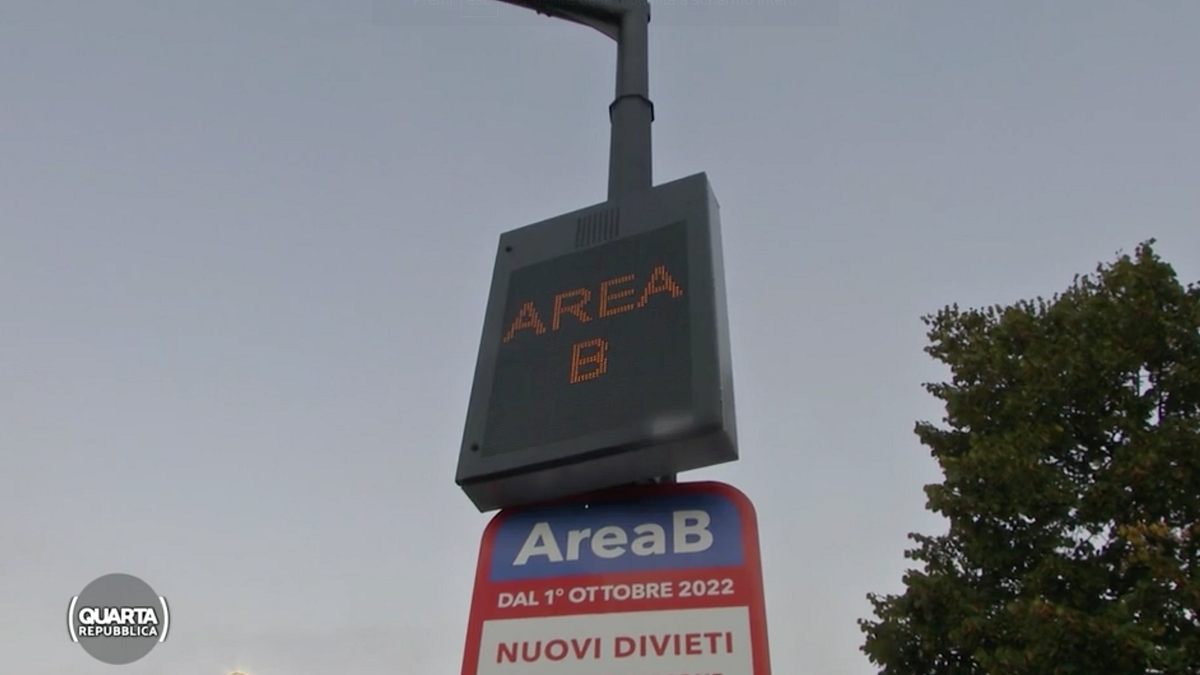 AREA
B
AreaB
DAL 1° OTTOBRE 2022
NUOVI DIVIETI
QUARTA
REPUBBLICA